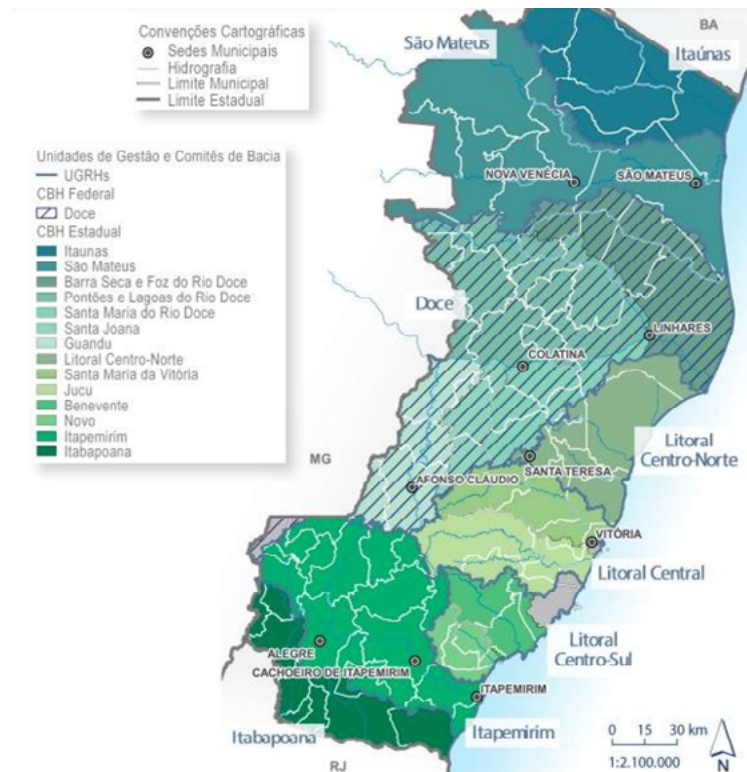 Convenções Cartográficas
Sedes Municipais
Hidrografia
Limite Municipal
Limite Estadual
Unidades de Gestão e Comitês de Bacia
UGRHs
CBH Federal
Doce
CBH Estadual
Itaunas
São Mateus
Barra Seca e Foz do Rio Doce
Pontões e Lagoas do Rio Doce
Santa Maria do Rio Doce
Santa Joana
Guandu
Litoral Centro-Norte
Santa Maria da Vitória
Jucu
Benevente
Novo
Itapemirim
Itabapoana
BA
São Mateus
Itaúnas
NOVA VENÉCIA
SÃO MATEUS
Doce
LINHARES
COLATINA
Litoral
Centro-Norte
MG
AFONSO CLÁUDIO
SANTA TERESA
VITÓRIA
Litoral Central
Litoral
Centro-Sul
ALEGRE
CACHOEIRO DE ITAPEMIRIM
ITAPEMIRIM
Itabapoana
Itapemirim
RJ
0 15 30 km
1:2.100.000
N